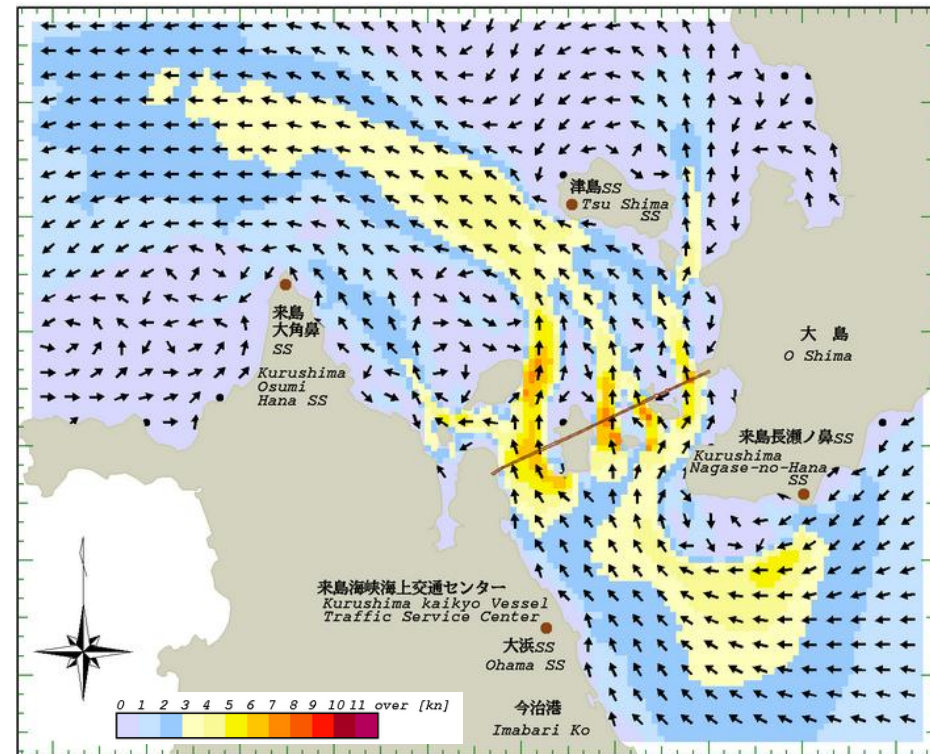 津島SS
Tsu Shima
SS
来島
大角鼻
SS
Kurushima
Osumi
Hana SS
大 島
O Shima
来島長瀬ノ鼻SS
Kurushima
Nagase-no-Hana
SS
来島海峡海上交通センター
Kurushima kaikyo Vessel
Traffic Service Center
大浜SS
Ohama SS
今治港
Imabari Ko
0 1 2 3 4 5 6 7 8 9 10 11 over [kn]